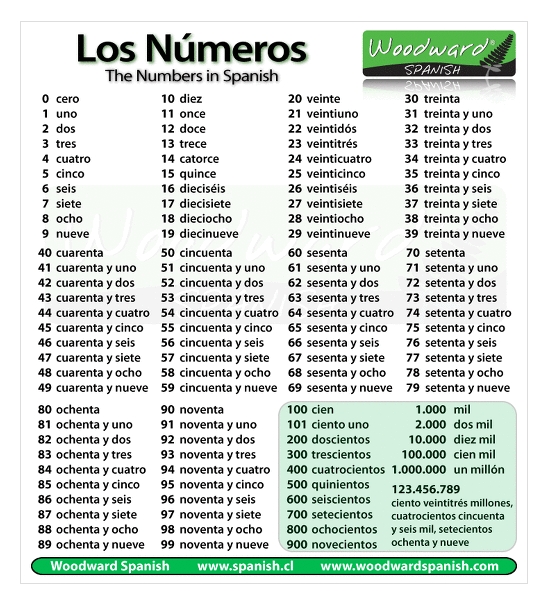 Los Números
The Numbers in Spanish
Woodward®
SPANISH
0 cero
1 uno
2 dos
3 tres
4 cuatro
5 cinco
6 seis
7 siete
8 ocho
9 nueve
10 diez
11 once
12 doce
13 trece
14 catorce
15 quince
16 dieciséis
17 diecisiete
18 dieciocho
19 diecinueve
20 veinte
21 veintiuno
22 veintidós
23 veintitrés
24 veinticuatro
25 veinticinco
26 veintiséis
27 veintisiete
28 veintiocho
29 veintinueve
30 treinta
31 treinta y uno
32 treinta y dos
33 treinta y tres
34 treinta y cuatro
35 treinta y cinco
36 treinta y seis
37 treinta y siete
38 treinta y ocho
39 treinta y nueve
40 cuarenta
41 cuarenta y uno
42 cuarenta y dos
43 cuarenta y tres
44 cuarenta y cuatro
45 cuarenta y cinco
46 cuarenta y seis
47 cuarenta y siete
48 cuarenta y ocho
49 cuarenta y nueve
50 cincuenta
51 cincuenta y uno
52 cincuenta y dos
53 cincuenta y tres
54 cincuenta y cuatro
55 cincuenta y cinco
56 cincuenta y seis
57 cincuenta y siete
58 cincuenta y ocho
59 cincuenta y nueve
60 sesenta
61 sesenta y uno
62 sesenta y dos
63 sesenta y tres
64 sesenta y cuatro
65 sesenta y cinco
66 sesenta y seis
67 sesenta y siete
68 sesenta y ocho
69 sesenta y nueve
70 setenta
71 setenta y uno
72 setenta y dos
73 setenta y tres
74 setenta y cuatro
75 setenta y cinco
76 setenta y seis
77 setenta y siete
78 setenta y ocho
79 setenta y nueve
80 ochenta
81 ochenta y uno
82 ochenta y dos
83 ochenta y tres
84 ochenta y cuatro
85 ochenta y cinco
86 ochenta y seis
87 ochenta y siete
88 ochenta y ocho
89 ochenta y nueve
90 noventa
91 noventa y uno
92 noventa y dos
93 noventa y tres
94 noventa y cuatro
95 noventa y cinco
96 noventa y seis
97 noventa y siete
98 noventa y ocho
99 noventa y nueve
100 cien
101 ciento uno
200 doscientos
300 trescientos
400 cuatrocientos
500 quinientos
600 seiscientos
700 setecientos
800 ochocientos
900 novecientos
1.000 mil
2.000 dos mil
10.000 diez mil
100.000 cien mil
1.000.000 un millón
123.456.789
ciento veintitrés millones,
cuatrocientos cincuenta
y seis mil, setecientos
ochenta y nueve
Woodward Spanish www.spanish.cl www.woodwardspanish.com